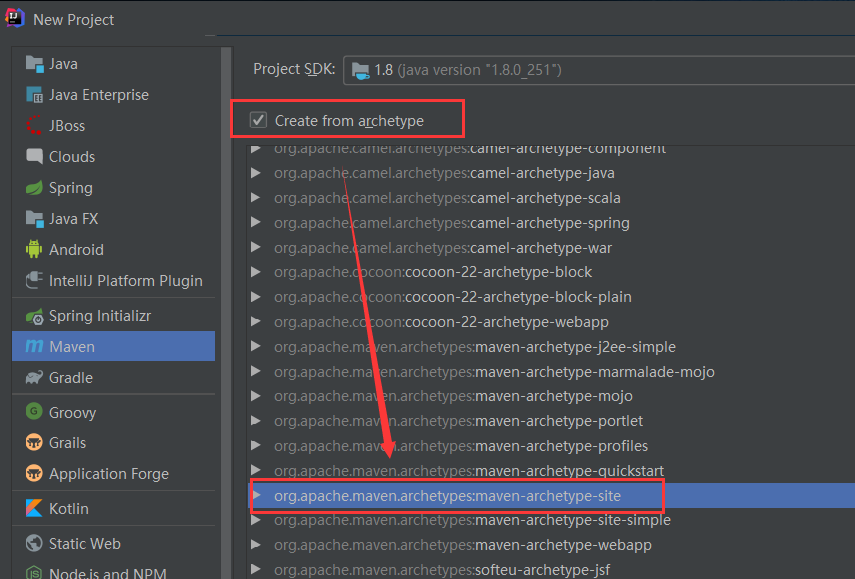 New Project
Java
Java Enterprise
JBoss
Clouds
Spring
Java FX
Android
IntelliJ Platform Plugin
Spring Initializr
Maven
Gradle
Groovy
Grails
Application Forge
Kotlin
Static Web
Node.js and NPM
Project SDK: 1.8 (java version "1.8.0_251")
Create from archetype
org.apache.camel.archetypes:camel-archetype-component
org.apache.camel.archetypes:camel-archetype-java
org.apache.camel.archetypes:camel-archetype-scala
org.apache.camel.archetypes:camel-archetype-spring
org.apache.camel.archetypes:camel-archetype-war
org.apache.cocoon:cocoon-22-archetype-block
org.apache.cocoon:cocoon-22-archetype-block-plain
org.apache.cocoon:cocoon-22-archetype-webapp
org.apache.maven.archetypes:maven-archetype-j2ee-simple
org.apache.maven.archetypes:maven-archetype-marmalade-mojo
org.apache.maven.archetypes:maven-archetype-mojo
org.apache.maven.archetypes:maven-archetype-portlet
org.apache.maven.archetypes:maven-archetype-profiles
org.apache.maven.archetypes:maven-archetype-quickstart
org.apache.maven.archetypes:maven-archetype-site
org.apache.maven.archetypes:maven-archetype-site-simple
org.apache.maven.archetypes:maven-archetype-webapp
org.apache.maven.archetypes:softeu-archetype-jsf